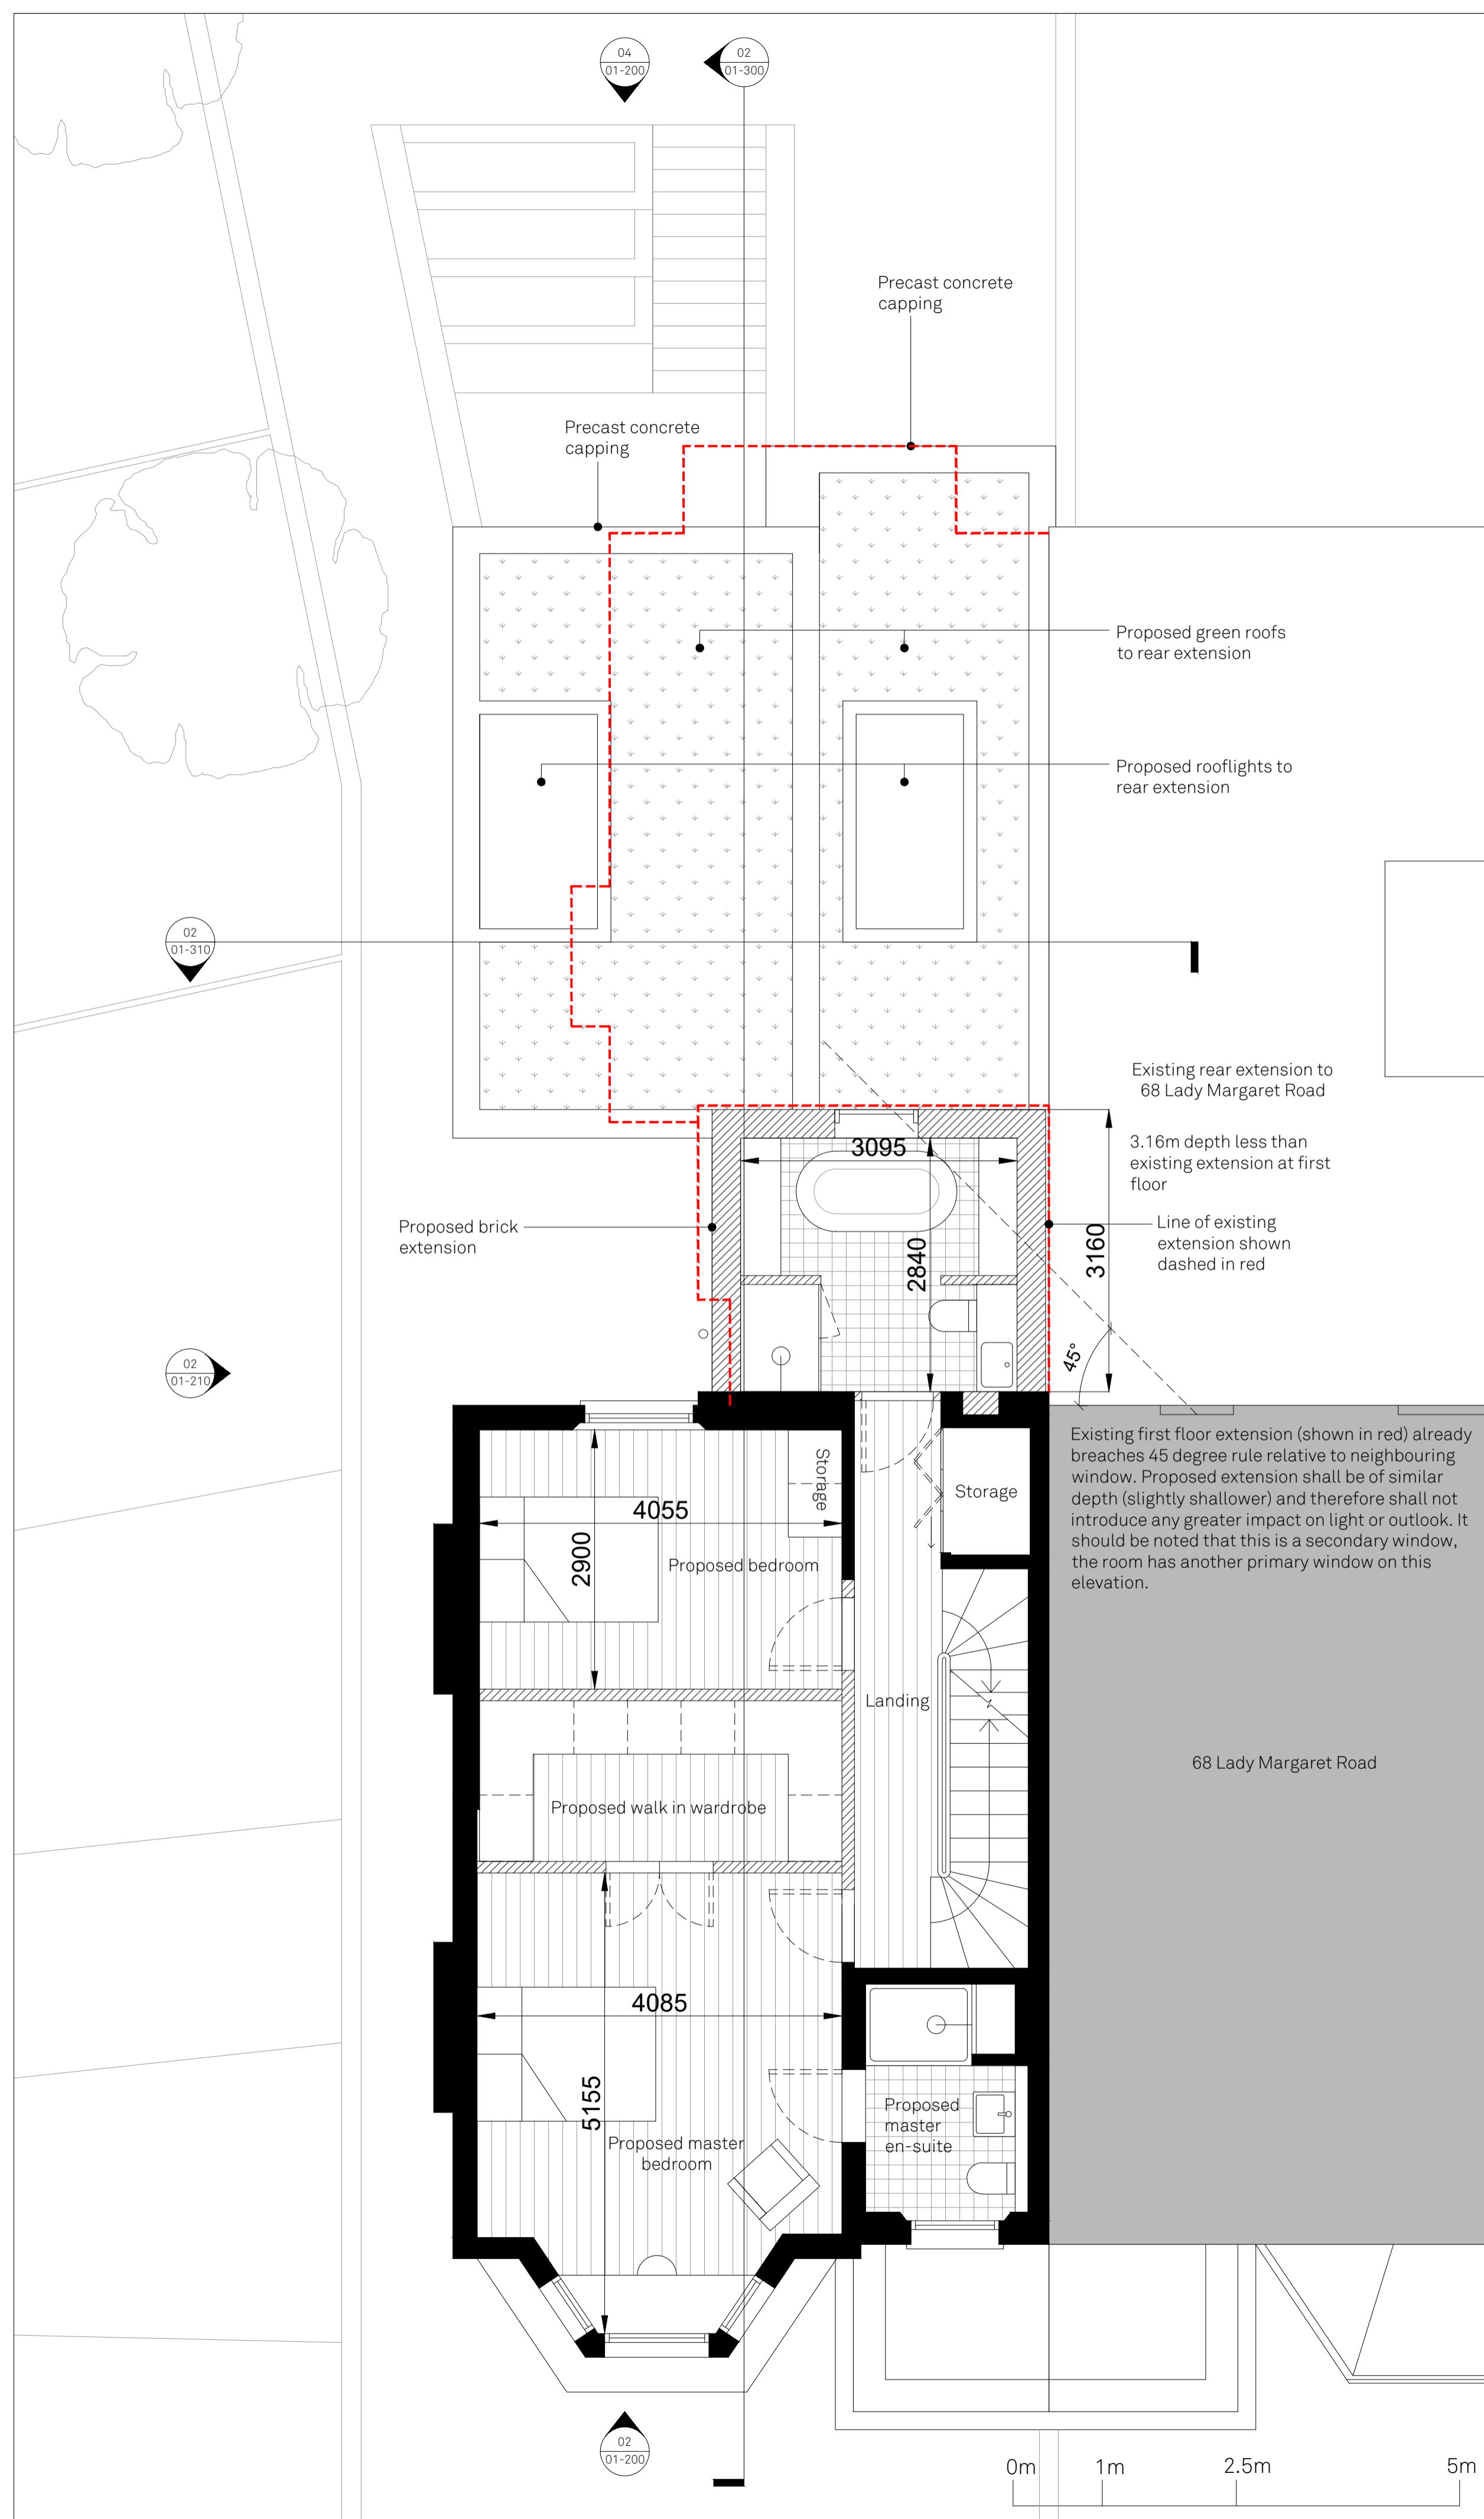 04
01-200
02
01-300
Precast concrete
capping
Precast concrete
capping
Proposed green roofs
to rear extension
Proposed rooflights to
rear extension
02
01-310
Existing rear extension to
68 Lady Margaret Road
3.16m depth less than
existing extension at first
floor
3095
Proposed brick
extension
2840
3160
Line of existing
extension shown
dashed in red
45°
02
01-210
Existing first floor extension (shown in red) already
breaches 45 degree rule relative to neighbouring
window. Proposed extension shall be of similar
depth (slightly shallower) and therefore shall not
introduce any greater impact on light or outlook. It
should be noted that this is a secondary window,
the room has another primary window on this
elevation.
Storage
Storage
4055
2900
Proposed bedroom
Landing
68 Lady Margaret Road
Proposed walk in wardrobe
4085
5155
Proposed master
bedroom
Proposed
master
en-suite
02
01-200
0m
1m
2.5m
5m